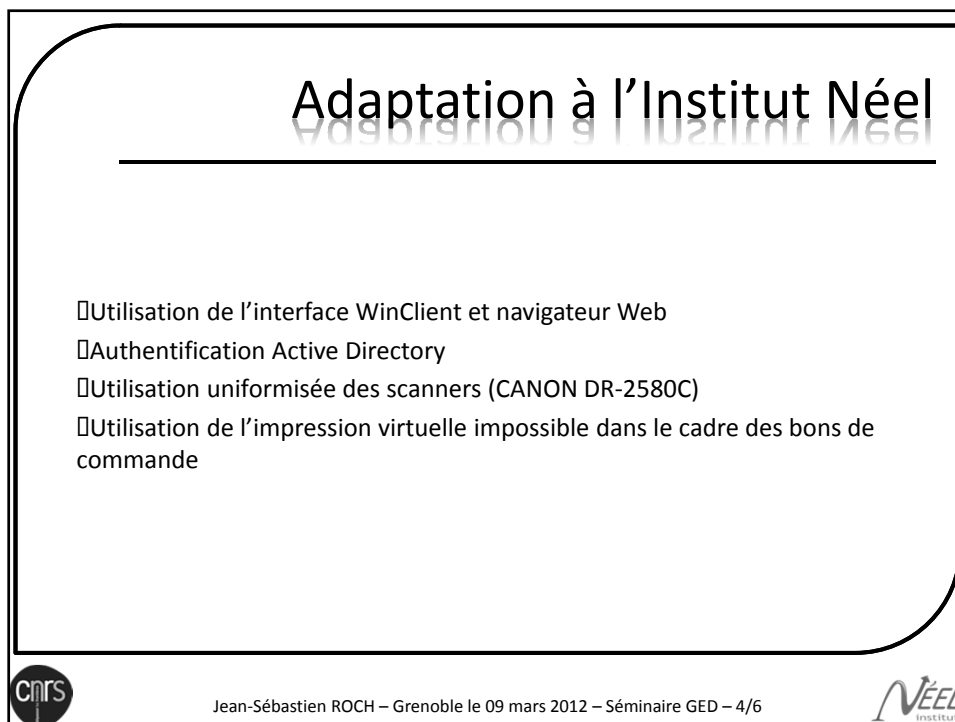 Adaptation à l’Institut Néel
Utilisation de l’interface WinClient et navigateur Web
Authentification Active Directory
Utilisation uniformisée des scanners (CANON DR-2580C)
Utilisation de l’impression virtuelle impossible dans le cadre des bons de
commande
cnrs
Jean-Sébastien ROCH – Grenoble le 09 mars 2012 – Séminaire GED – 4/6
NÉEL
Institut